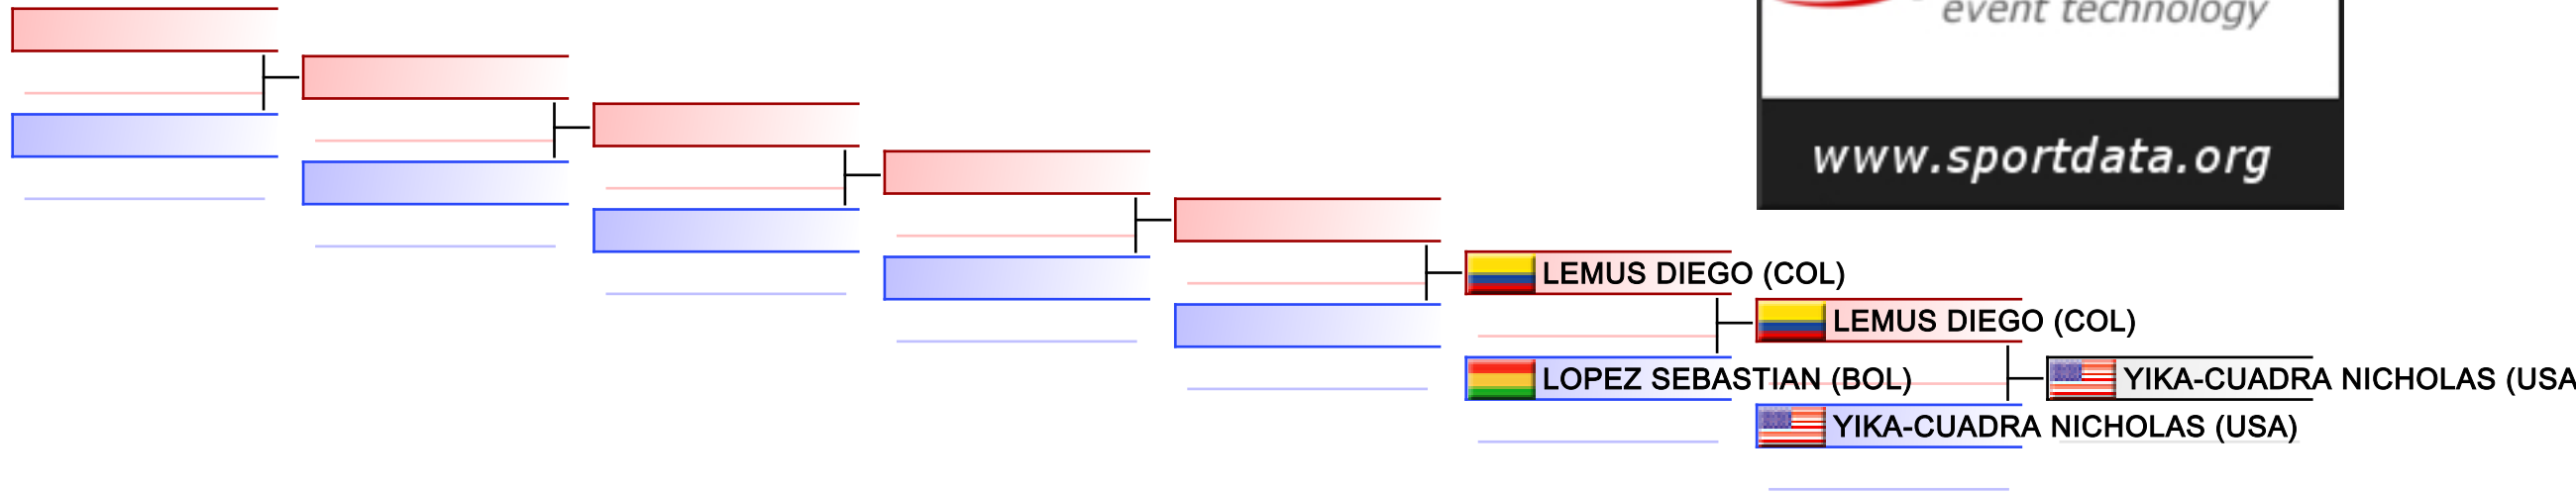 event technology
www.sportdata.org
LEMUS DIEGO (COL)
LEMUS DIEGO (COL)
LOPEZ SEBASTIAN (BOL)
YIKA-CUADRA NICHOLAS (USA
YIKA-CUADRA NICHOLAS (USA)